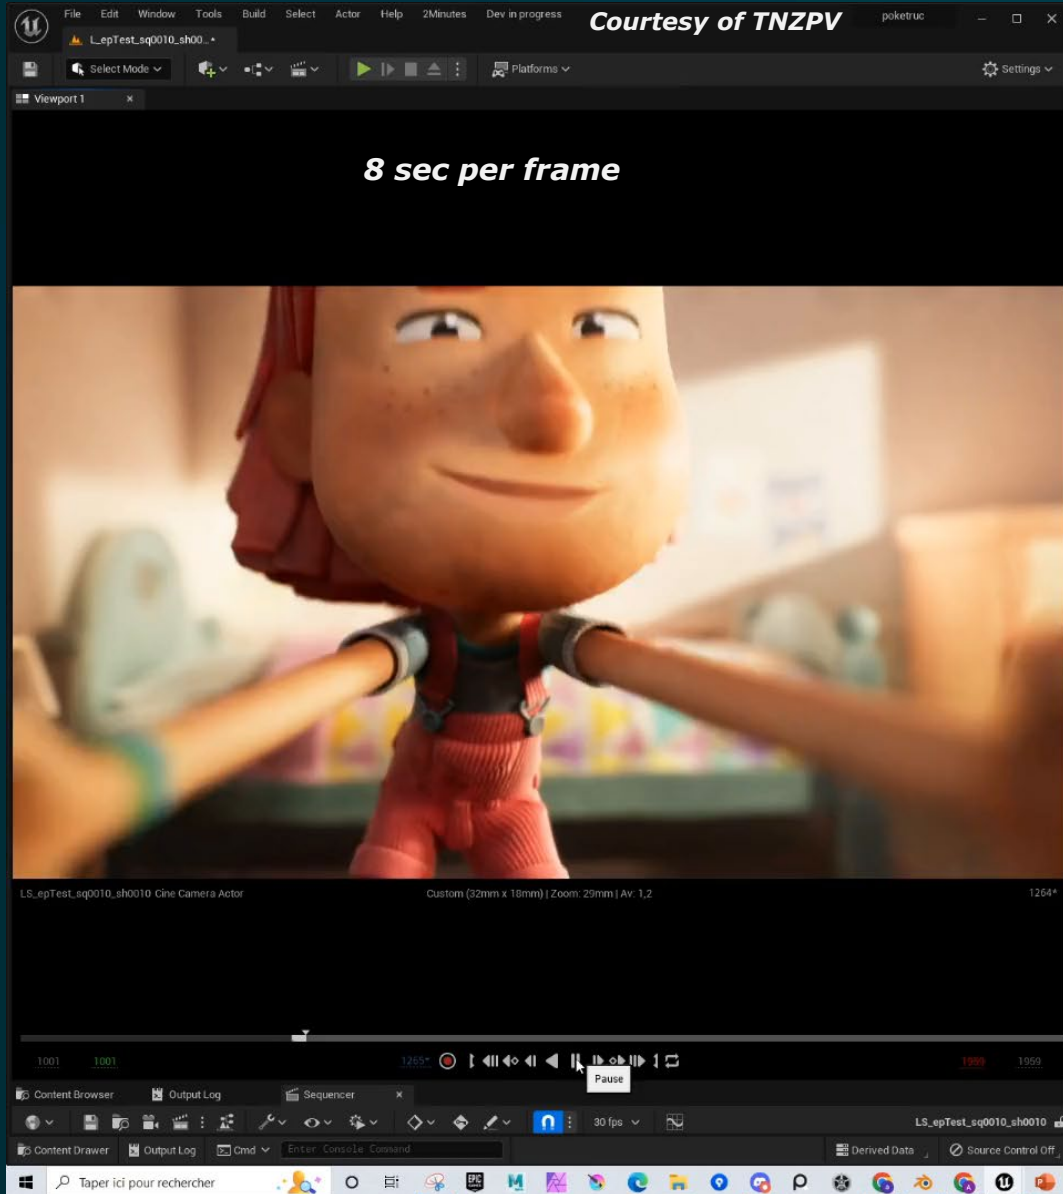 File Edit Window Tools Build Select Actor Help 2Minutes Dev in progress Courtesy of TNZPV poketruc
L_epTest_sq0010_sh00..•
Select Mode Platforms Settings
Viewport 1
8 sec per frame
LS_epTest_sq0010_sh0010 Cine Camera Actor Custom (32mm x 18mm) | Zoom: 29mm | Av: 1,2 1264*
1001 1001 1265* 1959 1959
Pause
Content Browser Output Log Sequencer
30 fps LS_epTest_sq0010_sh0010
Content Drawer Output Log Cmd Enter Console Command Derived Data Source Control Off
Taper ici pour rechercher